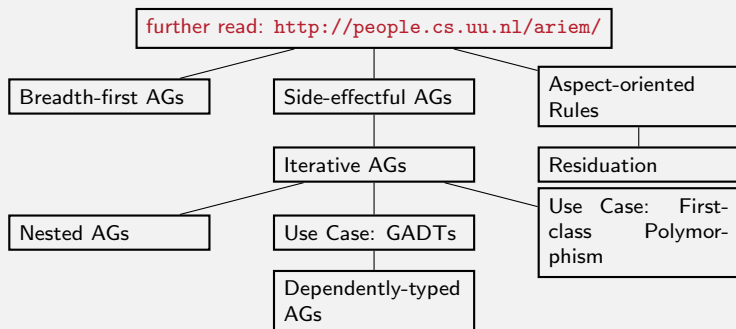 further read: http://people.cs.uu.nl/ariem/
Breadth-first AGs
Side-effectful AGs
Aspect-oriented
Rules
Iterative AGs
Residuation
Nested AGs
Use Case: GADTs
Use Case: First-
class Polymor-
phism
Dependently-typed
AGs